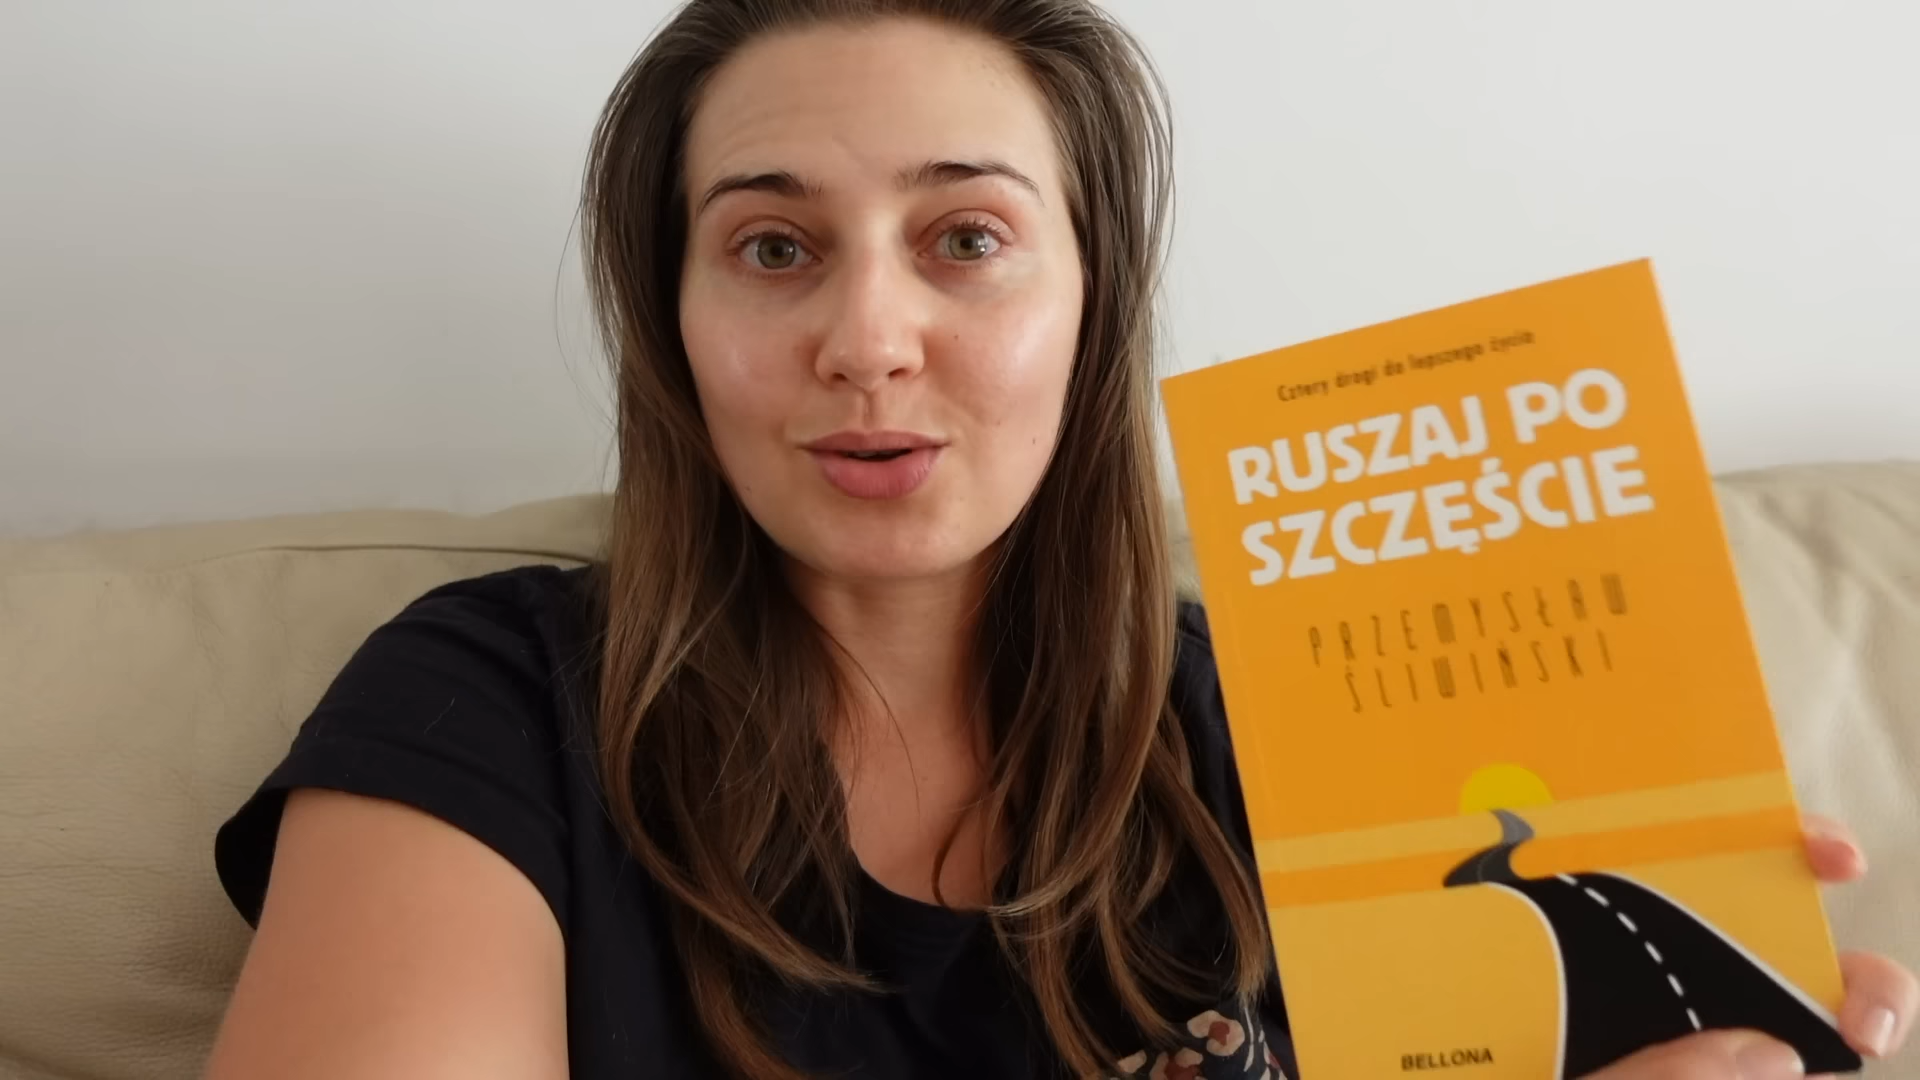 Cztery drogi do lepszego życia
RUSZAJ PO
SZCZĘŚCIE
PRZEMYSŁAW
ŚLIWIŃSKI
BELLONA